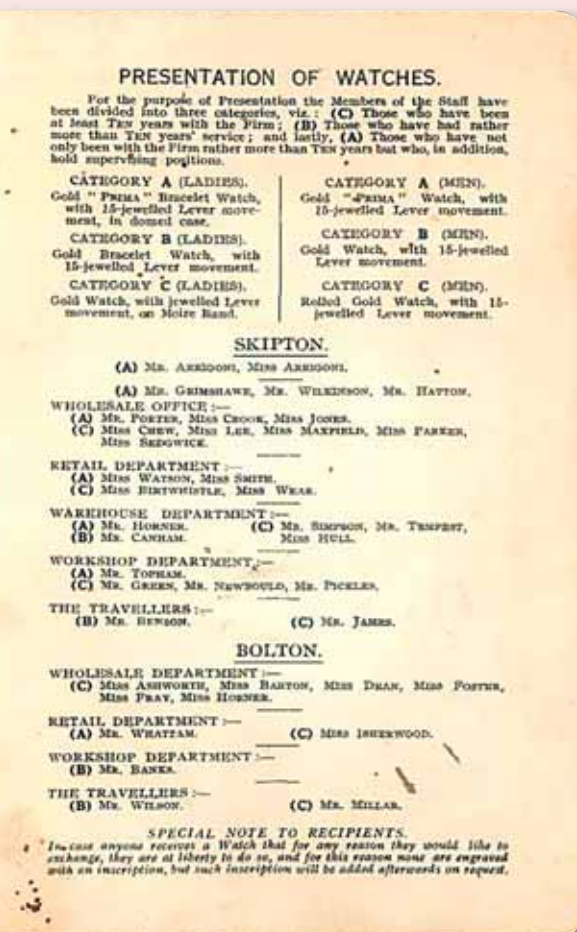 PRESENTATION OF WATCHES.
For the purpose of Presentation the Members of the Staff have
been divided into three categories, viz.: (C) Those who have been
at least TEN years with the Firm; (B) Those who have had rather
more than TEN years' service; and lastly, (A) Those who have not
only been with the Firm rather more than TEN years but who, in addition,
hold supervising positions.
CATEGORY A (LADIES).
Gold "PRIMA" Bracelet Watch,
with 15-jewelled Lever move-
ment, in domed case.
CATEGORY B (LADIES).
Gold Bracelet Watch, with
15-jewelled Lever movement.
CATEGORY C (LADIES).
Gold Watch, with jewelled Lever
movement, on Moire Band.
CATEGORY A (MEN).
Gold "PRIMA" Watch, with
15-jewelled Lever movement.
CATEGORY B (MEN).
Gold Watch, with 15-jewelled
Lever movement.
CATEGORY C (MEN).
Rolled Gold Watch, with 15-
jewelled Lever movement.
SKIPTON.
(A) MR. ARRIGONI, MISS ARRIGONI.
(A) MR. GRIMSHAWE, MR. WILKINSON, MR. HATTON.
WHOLESALE OFFICE:—
(A) MR. PORTER, MISS CROOK, MISS JONES.
(C) MISS CHEW, MISS LEE, MISS MAXFIELD, MISS PARKER,
MISS SEDGWICK.
RETAIL DEPARTMENT:—
(A) MISS WATSON, MISS SMITH.
(C) MISS BIRTWHISTLE, MISS WEAR.
WAREHOUSE DEPARTMENT:—
(A) MR. HORNER. (C) MR. SIMPSON, MR. TEMPEST,
(B) MR. CANHAM. MISS HULL.
WORKSHOP DEPARTMENT:—
(A) MR. TOPHAM.
(C) MR. GREEN, MR. NEWBOULD, MR. PICKLES.
THE TRAVELLERS:—
(B) MR. BENSON. (C) MR. JAMES.
BOLTON.
WHOLESALE DEPARTMENT:—
(C) MISS ASHWORTH, MISS BARTON, MISS DEAN, MISS FOSTER,
MISS FRAY, MISS HORNER.
RETAIL DEPARTMENT:—
(A) MR. WHATTAM. (C) MISS ISHERWOOD.
WORKSHOP DEPARTMENT:—
(B) MR. BANKS.
THE TRAVELLERS:—
(B) MR. WILSON. (C) MR. MILLAR.
SPECIAL NOTE TO RECIPIENTS.
In case anyone receives a Watch that for any reason they would like to
exchange, they are at liberty to do so, and for this reason none are engraved
with an inscription, but such inscription will be added afterwards on request.